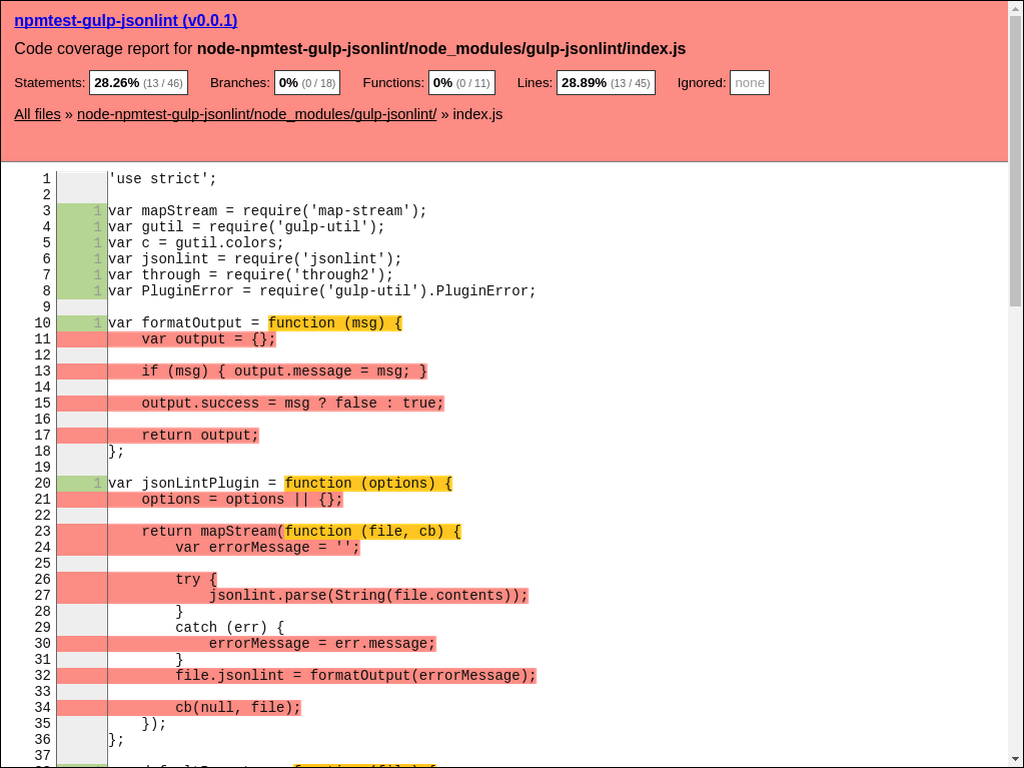 npmtest-gulp-jsonlint (v0.0.1)
Code coverage report for node-npmtest-gulp-jsonlint/node_modules/gulp-jsonlint/index.js
Statements: 28.26% (13 / 46) Branches: 0% (0 / 18) Functions: 0% (0 / 11) Lines: 28.89% (13 / 45) Ignored: none
All files » node-npmtest-gulp-jsonlint/node_modules/gulp-jsonlint/ » index.js
1 'use strict';
2
3 1 var mapStream = require('map-stream');
4 1 var gutil = require('gulp-util');
5 1 var c = gutil.colors;
6 1 var jsonlint = require('jsonlint');
7 1 var through = require('through2');
8 1 var PluginError = require('gulp-util').PluginError;
9
10 1 var formatOutput = function (msg) {
11 var output = {};
12
13 if (msg) { output.message = msg; }
14
15 output.success = msg ? false : true;
16
17 return output;
18 };
19
20 1 var jsonLintPlugin = function (options) {
21 options = options || {};
22
23 return mapStream(function (file, cb) {
24 var errorMessage = '';
25
26 try {
27 jsonlint.parse(String(file.contents));
28 }
29 catch (err) {
30 errorMessage = err.message;
31 }
32 file.jsonlint = formatOutput(errorMessage);
33
34 cb(null, file);
35 });
36 };
37